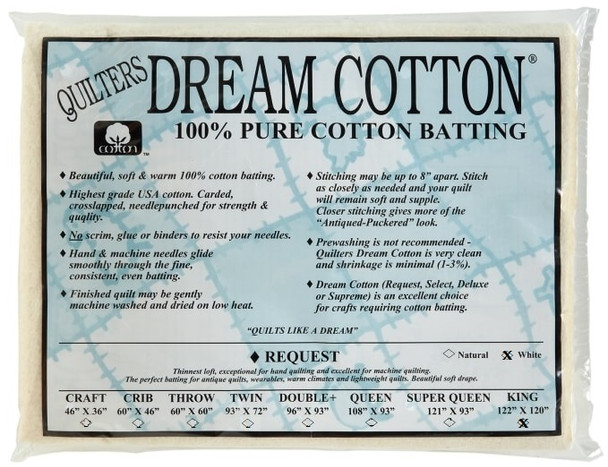 QUILTERS DREAM COTTON®
cotton™
100% PURE COTTON BATTING
♦ Beautiful, soft & warm 100% cotton batting.
♦ Highest grade USA cotton. Carded,
crosslapped, needlepunched for strength &
quqlity.
♦ No scrim, glue or binders to resist your needles.
♦ Hand & machine needles glide
smoothly through the fine,
consistent, even batting.
♦ Finished quilt may be gently
machine washed and dried on low heat.
♦ Stitching may be up to 8" apart. Stitch
as closely as needed and your quilt
will remain soft and supple.
Closer stitching gives more of the
"Antiqued-Puckered" look.
♦ Prewashing is not recommended -
Quilters Dream Cotton is very clean
and shrinkage is minimal (1-3%).
♦ Dream Cotton (Request, Select, Deluxe
or Supreme) is an excellent choice
for crafts requiring cotton batting.
"QUILTS LIKE A DREAM"
♦ REQUEST ◇ Natural X White
Thinnest loft, exceptional for hand quilting and excellent for machine quilting.
The perfect batting for antique quilts, wearables, warm climates and lightweight quilts. Beautiful soft drape.
CRAFT CRIB THROW TWIN DOUBLE+ QUEEN SUPER QUEEN KING
46" X 36" 60" X 46" 60" X 60" 93" X 72" 96" X 93" 108" X 93" 121" X 93" 122" X 120"
◇ ◇ ◇ ◇ ◇ ◇ ◇ X